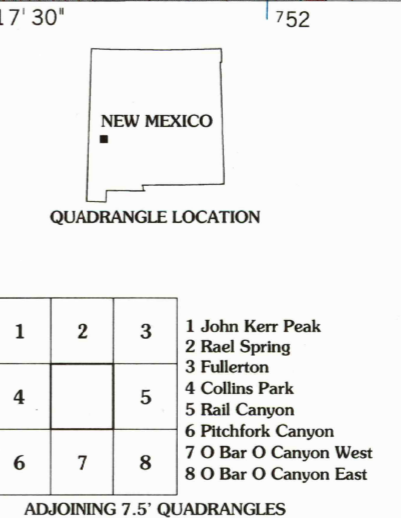 17' 30"
752
NEW MEXICO
QUADRANGLE LOCATION
1 2 3
4 5
6 7 8
1 John Kerr Peak
2 Rael Spring
3 Fullerton
4 Collins Park
5 Rail Canyon
6 Pitchfork Canyon
7 O Bar O Canyon West
8 O Bar O Canyon East
ADJOINING 7.5' QUADRANGLES